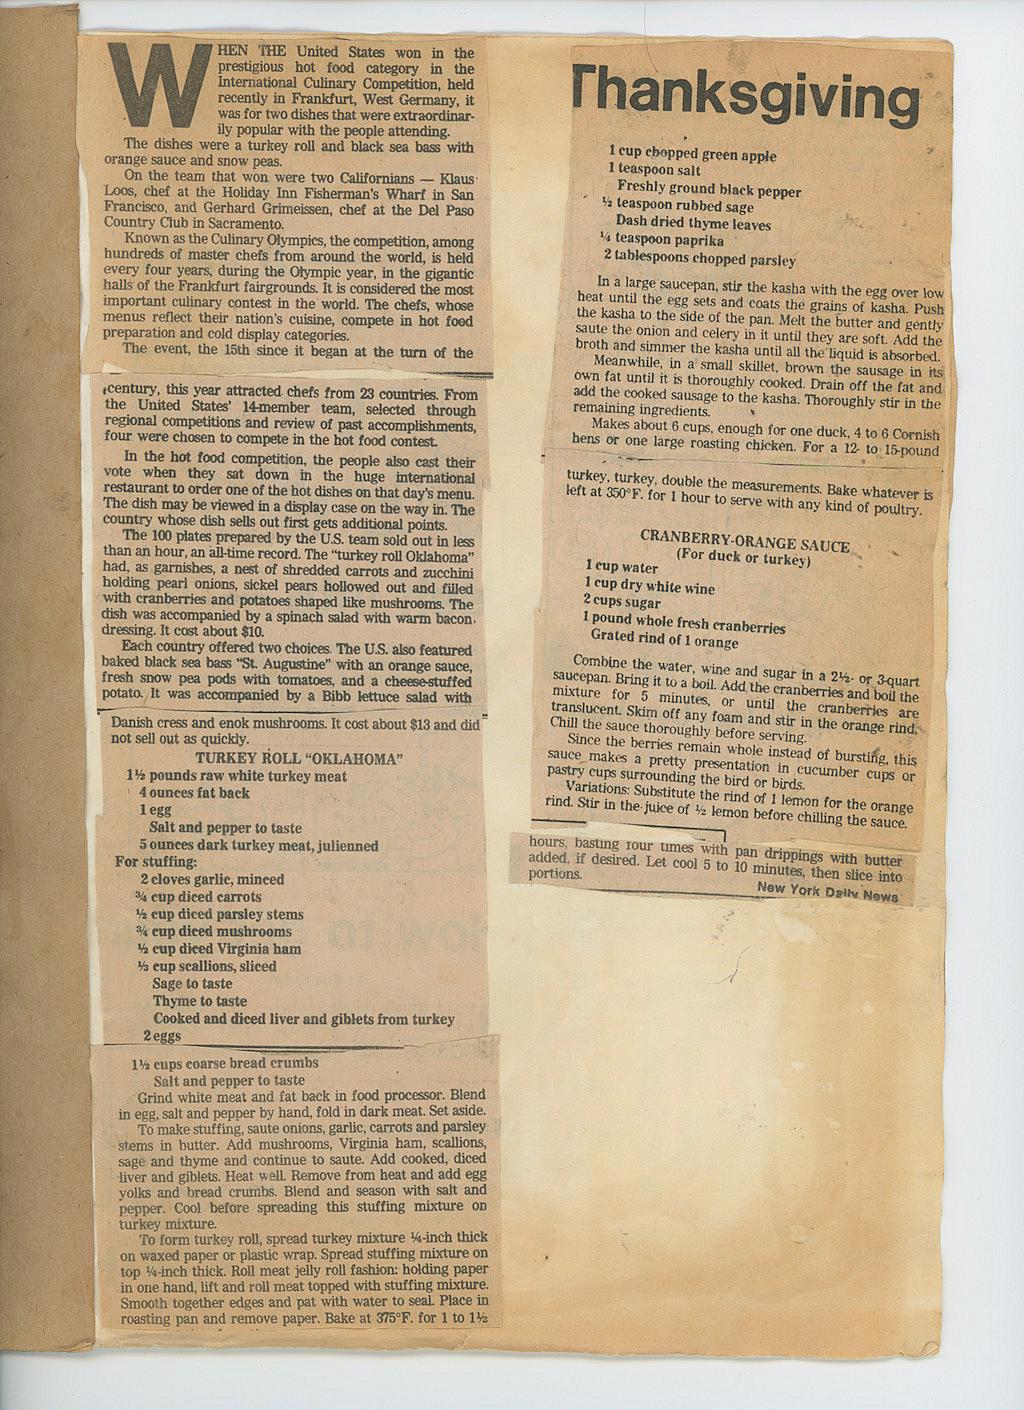 WHEN THE United States won in the
prestigious hot food category in the
International Culinary Competition, held
recently in Frankfurt, West Germany, it
was for two dishes that were extraordinar-
ily popular with the people attending.
The dishes were a turkey roll and black sea bass with
orange sauce and snow peas.
On the team that won were two Californians — Klaus
Loos, chef at the Holiday Inn Fisherman's Wharf in San
Francisco, and Gerhard Grimeissen, chef at the Del Paso
Country Club in Sacramento.
Known as the Culinary Olympics, the competition, among
hundreds of master chefs from around the world, is held
every four years, during the Olympic year, in the gigantic
halls of the Frankfurt fairgrounds. It is considered the most
important culinary contest in the world. The chefs, whose
menus reflect their nation's cuisine, compete in hot food
preparation and cold display categories.
The event, the 15th since it began at the turn of the
century, this year attracted chefs from 23 countries. From
the United States' 14-member team, selected through
regional competitions and review of past accomplishments,
four were chosen to compete in the hot food contest.
In the hot food competition, the people also cast their
vote when they sat down in the huge international
restaurant to order one of the hot dishes on that day's menu.
The dish may be viewed in a display case on the way in. The
country whose dish sells out first gets additional points.
The 100 plates prepared by the U.S. team sold out in less
than an hour, an all-time record. The "turkey roll Oklahoma"
had, as garnishes, a nest of shredded carrots and zucchini
holding pearl onions, sickel pears hollowed out and filled
with cranberries and potatoes shaped like mushrooms. The
dish was accompanied by a spinach salad with warm bacon
dressing. It cost about $10.
Each country offered two choices. The U.S. also featured
baked black sea bass "St. Augustine" with an orange sauce,
fresh snow pea pods with tomatoes, and a cheese-stuffed
potato. It was accompanied by a Bibb lettuce salad with
Danish cress and enok mushrooms. It cost about $13 and did
not sell out as quickly.
TURKEY ROLL "OKLAHOMA"
1½ pounds raw white turkey meat
4 ounces fat back
1 egg
Salt and pepper to taste
5 ounces dark turkey meat, julienned
For stuffing:
2 cloves garlic, minced
¾ cup diced carrots
½ cup diced parsley stems
¾ cup diced mushrooms
½ cup diced Virginia ham
⅓ cup scallions, sliced
Sage to taste
Thyme to taste
Cooked and diced liver and giblets from turkey
2 eggs
1½ cups coarse bread crumbs
Salt and pepper to taste
Grind white meat and fat back in food processor. Blend
in egg, salt and pepper by hand, fold in dark meat. Set aside.
To make stuffing, saute onions, garlic, carrots and parsley
stems in butter. Add mushrooms, Virginia ham, scallions,
sage and thyme and continue to saute. Add cooked, diced
liver and giblets. Heat well. Remove from heat and add egg
yolks and bread crumbs. Blend and season with salt and
pepper. Cool before spreading this stuffing mixture on
turkey mixture.
To form turkey roll, spread turkey mixture ¼-inch thick
on waxed paper or plastic wrap. Spread stuffing mixture on
top ¼-inch thick. Roll meat jelly roll fashion: holding paper
in one hand, lift and roll meat topped with stuffing mixture.
Smooth together edges and pat with water to seal. Place in
roasting pan and remove paper. Bake at 375°F. for 1 to 1½
Thanksgiving
1 cup chopped green apple
1 teaspoon salt
Freshly ground black pepper
½ teaspoon rubbed sage
Dash dried thyme leaves
¼ teaspoon paprika
2 tablespoons chopped parsley
In a large saucepan, stir the kasha with the egg over low
heat until the egg sets and coats the grains of kasha. Push
the kasha to the side of the pan. Melt the butter and gently
saute the onion and celery in it until they are soft. Add the
broth and simmer the kasha until all the liquid is absorbed.
Meanwhile, in a small skillet, brown the sausage in its
own fat until it is thoroughly cooked. Drain off the fat and
add the cooked sausage to the kasha. Thoroughly stir in the
remaining ingredients.
Makes about 6 cups, enough for one duck, 4 to 6 Cornish
hens or one large roasting chicken. For a 12- to 15-pound
turkey, turkey, double the measurements. Bake whatever is
left at 350°F. for 1 hour to serve with any kind of poultry.
CRANBERRY-ORANGE SAUCE
(For duck or turkey)
1 cup water
1 cup dry white wine
2 cups sugar
1 pound whole fresh cranberries
Grated rind of 1 orange
Combine the water, wine and sugar in a 2½- or 3-quart
saucepan. Bring it to a boil. Add the cranberries and boil the
mixture for 5 minutes, or until the cranberries are
translucent. Skim off any foam and stir in the orange rind.
Chill the sauce thoroughly before serving.
Since the berries remain whole instead of bursting, this
sauce makes a pretty presentation in cucumber cups or
pastry cups surrounding the bird or birds.
Variations: Substitute the rind of 1 lemon for the orange
rind. Stir in the juice of ½ lemon before chilling the sauce.
hours, basting four times with pan drippings with butter
added, if desired. Let cool 5 to 10 minutes, then slice into
portions.
New York Daily News